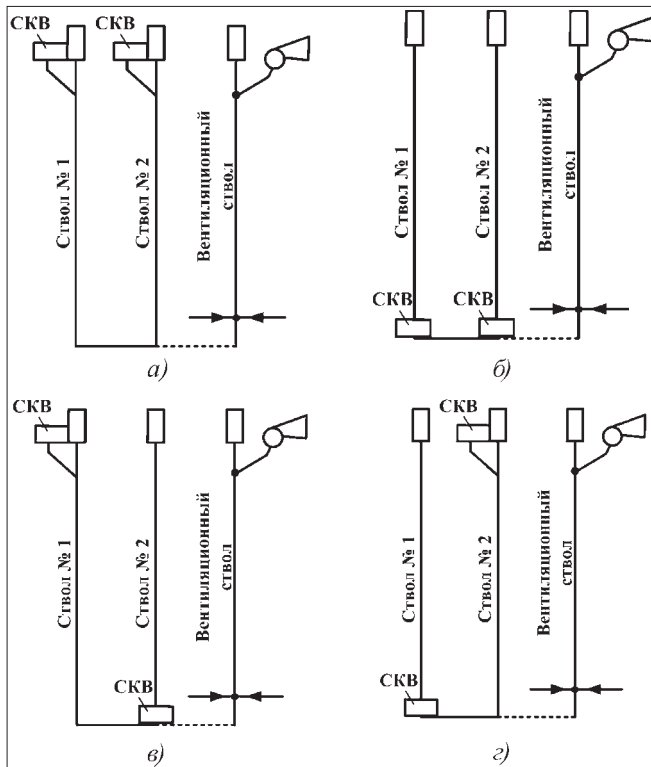 СКВ
СКВ
Ствол № 1
Ствол № 2
Вентиляционный
ствол
а)
Ствол № 1
Ствол № 2
Вентиляционный
ствол
СКВ
СКВ
б)
СКВ
Ствол № 1
Ствол № 2
Вентиляционный
ствол
СКВ
в)
СКВ
Ствол № 1
Ствол № 2
Вентиляционный
ствол
СКВ
г)